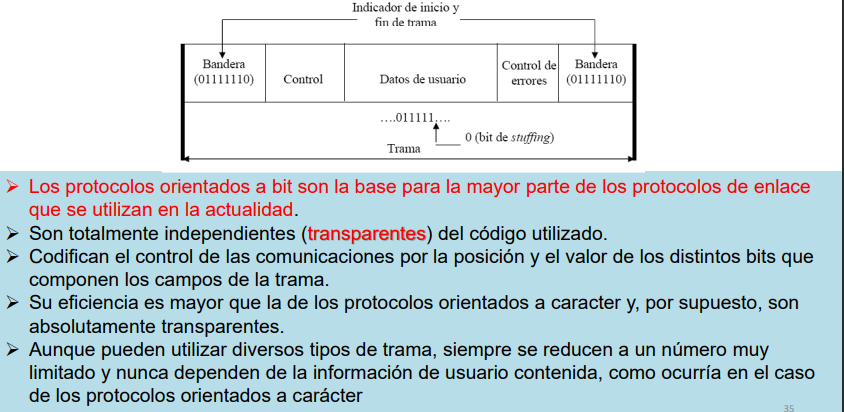 Indicador de inicio y
fin de trama
Bandera
(01111110)
Control
Datos de usuario
Control de
errores
Bandera
(01111110)
....011111....
0 (bit de stuffing)
Trama
➢ Los protocolos orientados a bit son la base para la mayor parte de los protocolos de enlace
que se utilizan en la actualidad.
➢ Son totalmente independientes (transparentes) del código utilizado.
➢ Codifican el control de las comunicaciones por la posición y el valor de los distintos bits que
componen los campos de la trama.
➢ Su eficiencia es mayor que la de los protocolos orientados a caracter y, por supuesto, son
absolutamente transparentes.
➢ Aunque pueden utilizar diversos tipos de trama, siempre se reducen a un número muy
limitado y nunca dependen de la información de usuario contenida, como ocurría en el caso
de los protocolos orientados a carácter
35